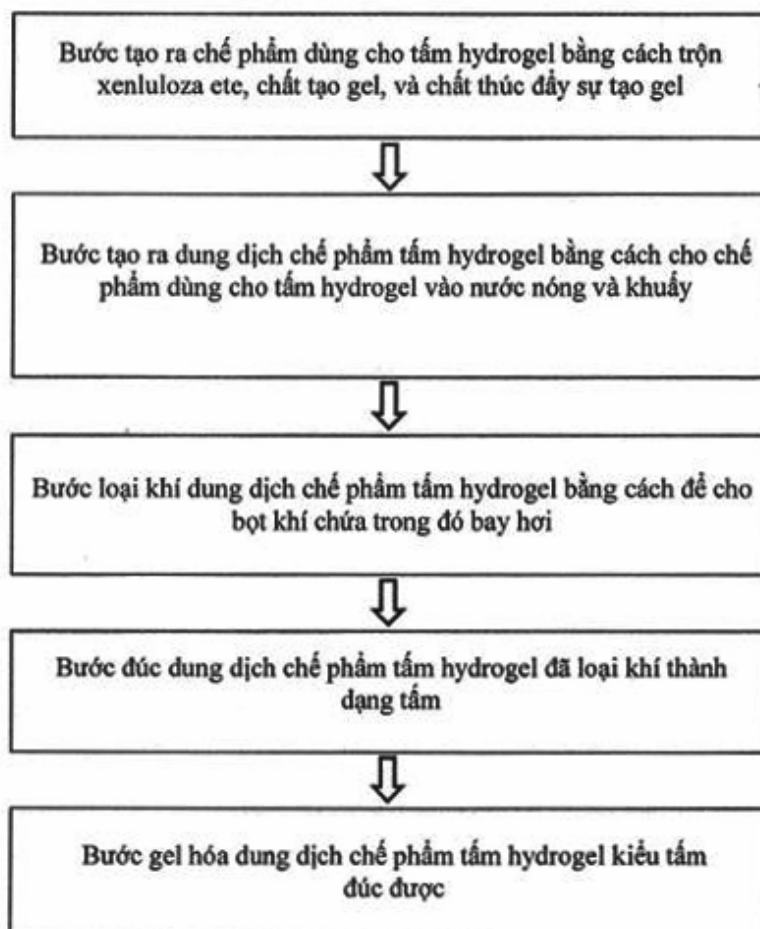 Bước tạo ra chế phẩm dùng cho tấm hydrogel bằng cách trộn
xenluloza ete, chất tạo gel, và chất thúc đẩy sự tạo gel
Bước tạo ra dung dịch chế phẩm tấm hydrogel bằng cách cho chế
phẩm dùng cho tấm hydrogel vào nước nóng và khuấy
Bước loại khí dung dịch chế phẩm tấm hydrogel bằng cách để cho
bọt khí chứa trong đó bay hơi
Bước đúc dung dịch chế phẩm tấm hydrogel đã loại khí thành
dạng tấm
Bước gel hóa dung dịch chế phẩm tấm hydrogel kiểu tấm
đúc được